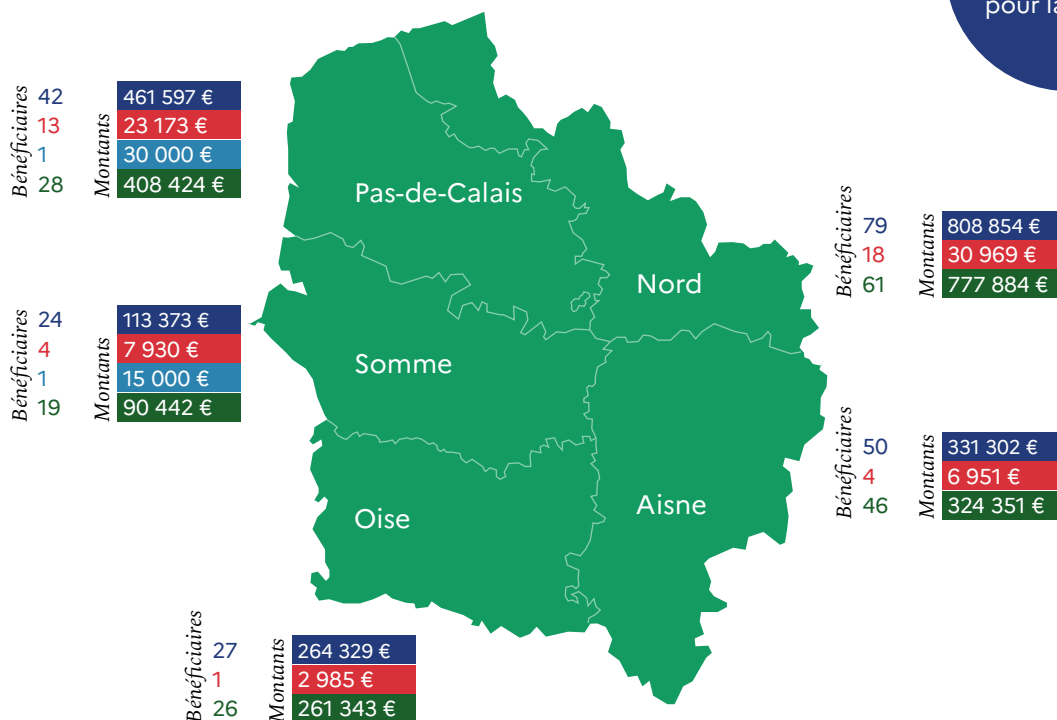 pour la
Bénéficiaires
42
13
1
28
Montants
461 597 €
23 173 €
30 000 €
408 424 €
Pas-de-Calais
Bénéficiaires
79
18
61
Montants
808 854 €
30 969 €
777 884 €
Nord
Bénéficiaires
24
4
1
19
Montants
113 373 €
7 930 €
15 000 €
90 442 €
Somme
Bénéficiaires
50
4
46
Montants
331 302 €
6 951 €
324 351 €
Aisne
Oise
Bénéficiaires
27
1
26
Montants
264 329 €
2 985 €
261 343 €